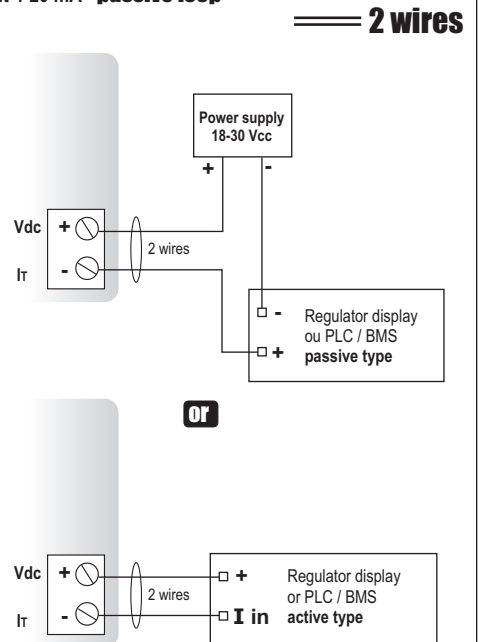 4-20 mA - passive loop
2 wires
Power supply
18-30 Vcc
+ -
Vdc +
2 wires
IT -
- Regulator display
ou PLC / BMS
+ passive type
or
Vdc + + Regulator display
2 wires or PLC / BMS
IT - I in active type